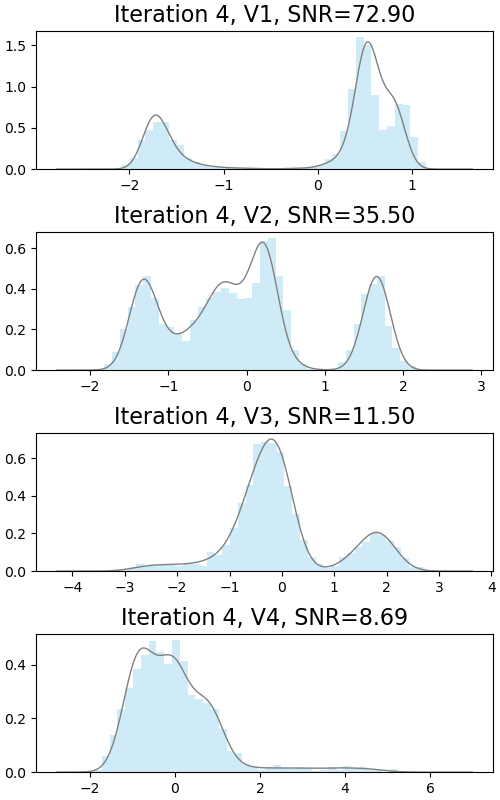 Iteration 4, V1, SNR=72.90
1.5
1.0
0.5
0.0
−2 −1 0 1
Iteration 4, V2, SNR=35.50
0.6
0.4
0.2
0.0
−2 −1 0 1 2 3
Iteration 4, V3, SNR=11.50
0.6
0.4
0.2
0.0
−4 −3 −2 −1 0 1 2 3 4
Iteration 4, V4, SNR=8.69
0.4
0.2
0.0
−2 0 2 4 6